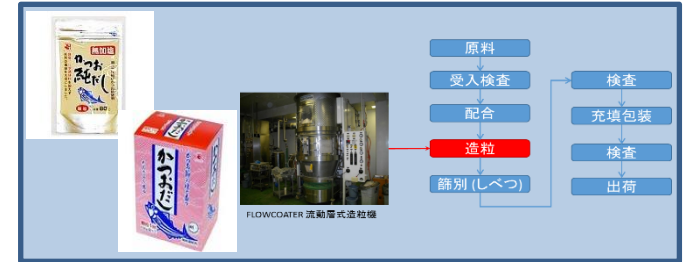 無加塩
かつお
純だし
かつおだし
FLOWCOATER 流動層式造粒機
原料
受入検査
配合
造粒
篩別 (しべつ)
検査
充填包装
検査
出荷